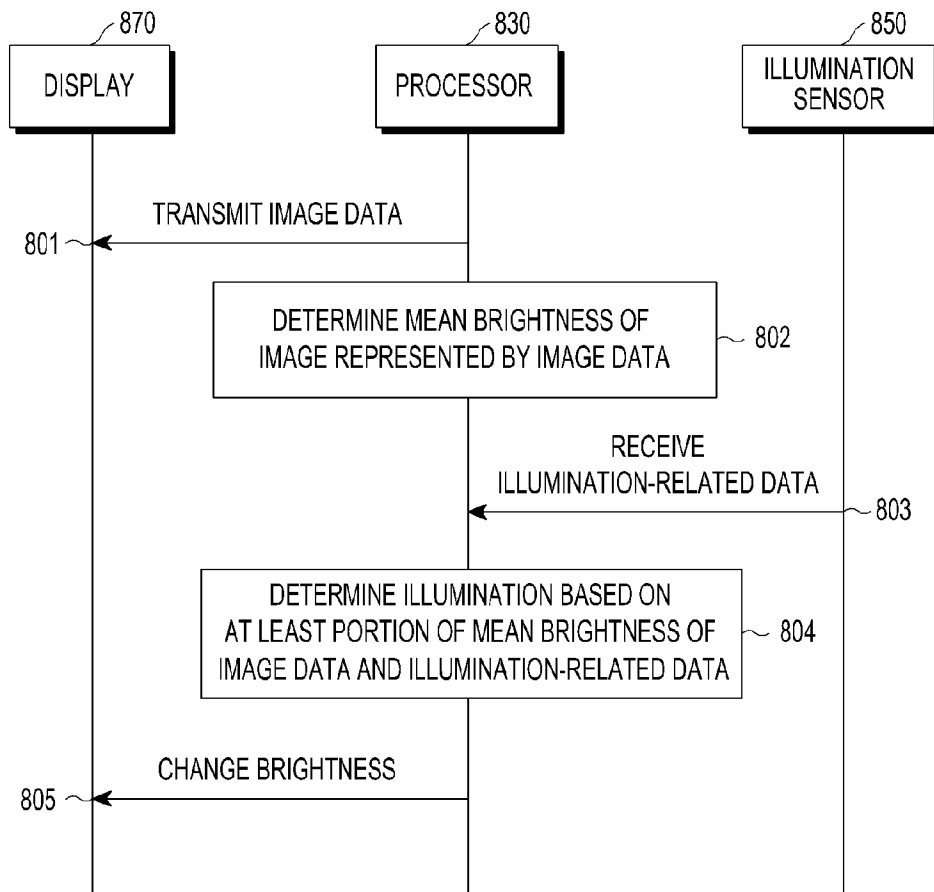 870
830
850
DISPLAY
PROCESSOR
ILLUMINATION
SENSOR
TRANSMIT IMAGE DATA
801
DETERMINE MEAN BRIGHTNESS OF
IMAGE REPRESENTED BY IMAGE DATA
802
RECEIVE
ILLUMINATION-RELATED DATA
803
DETERMINE ILLUMINATION BASED ON
AT LEAST PORTION OF MEAN BRIGHTNESS OF
IMAGE DATA AND ILLUMINATION-RELATED DATA
804
CHANGE BRIGHTNESS
805